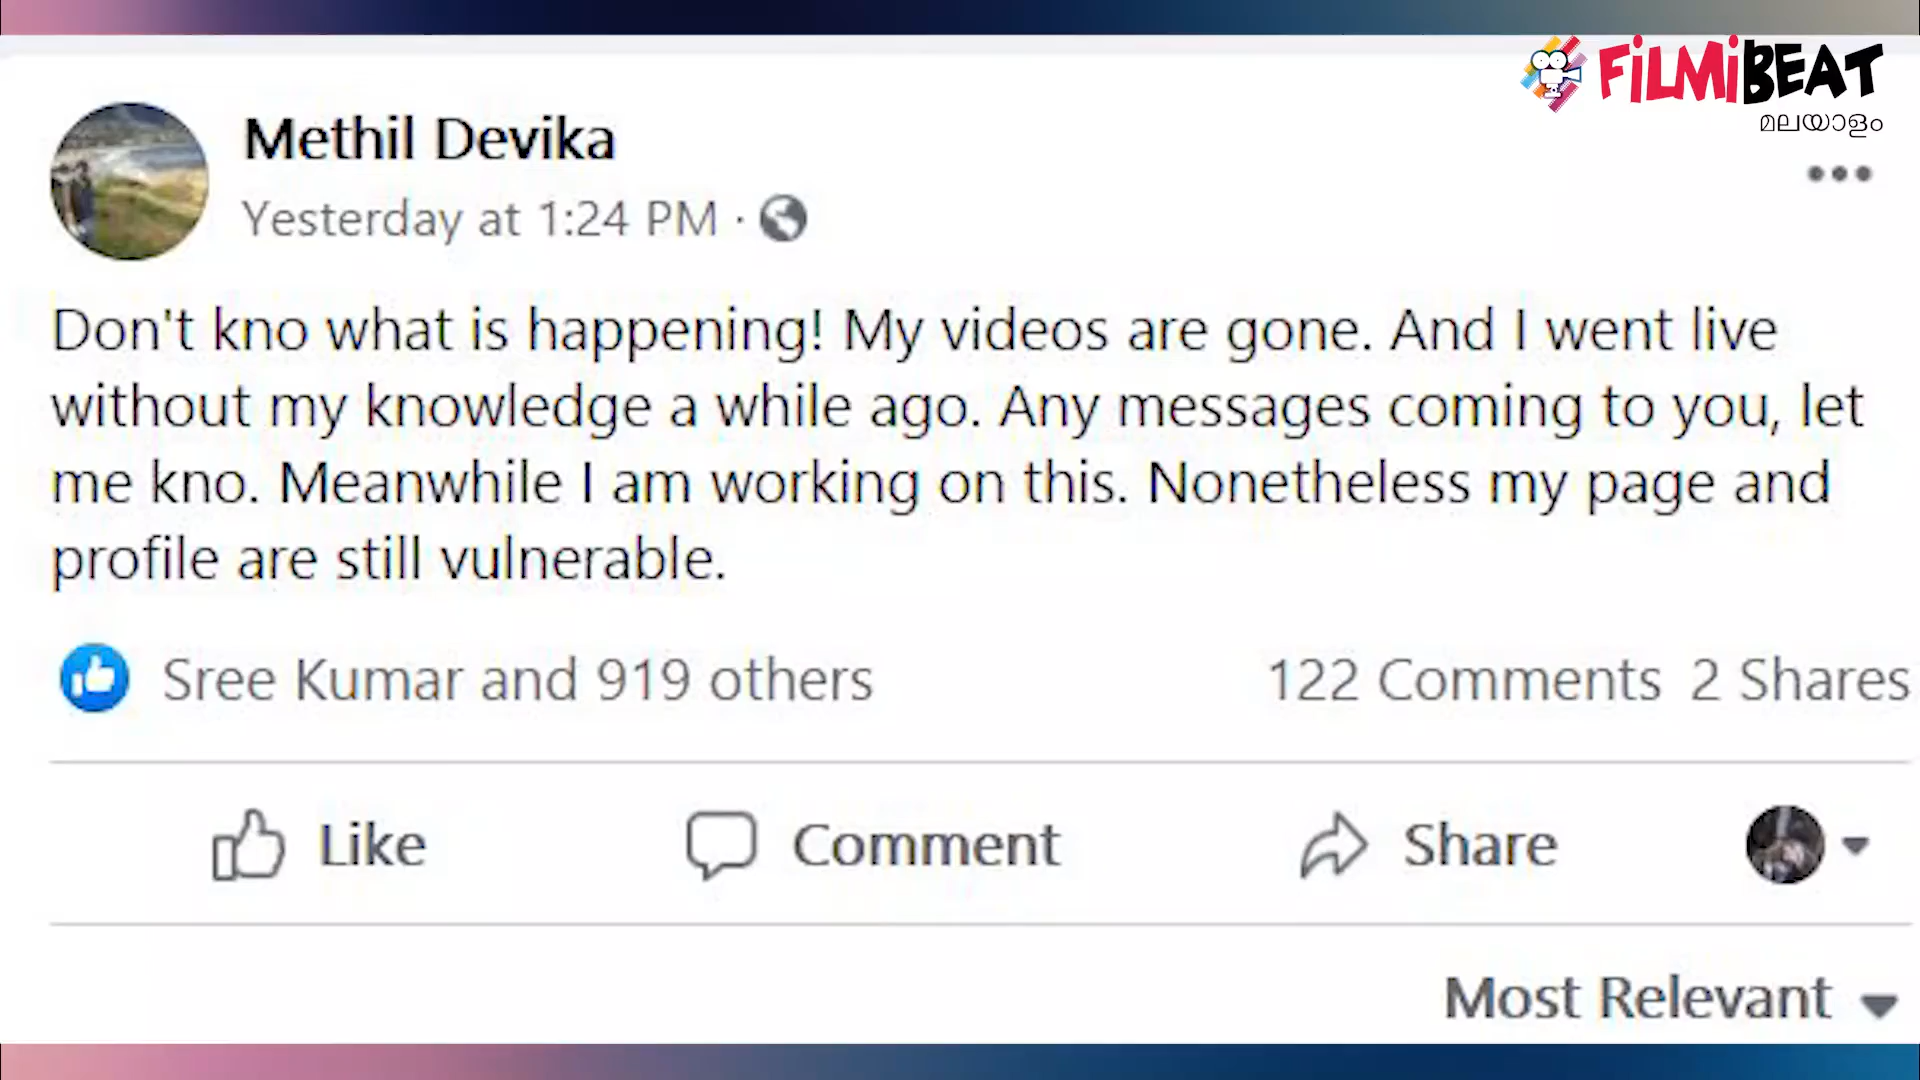 FiLMiBEAT
മലയാളം
Methil Devika
Yesterday at 1:24 PM ·
Don't kno what is happening! My videos are gone. And I went live
without my knowledge a while ago. Any messages coming to you, let
me kno. Meanwhile I am working on this. Nonetheless my page and
profile are still vulnerable.
Sree Kumar and 919 others 122 Comments 2 Shares
Like Comment Share
Most Relevant